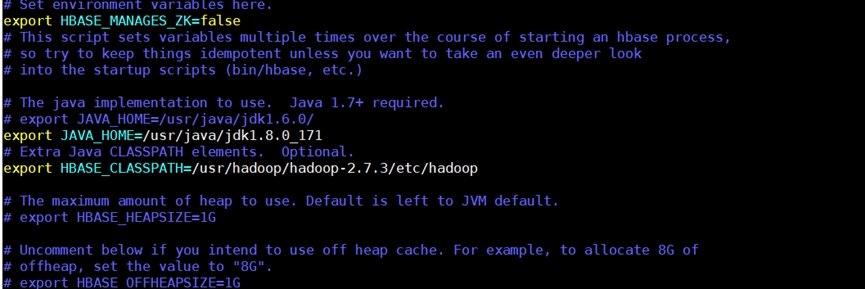 # Set environment variables here.
export HBASE_MANAGES_ZK=false
# This script sets variables multiple times over the course of starting an hbase process,
# so try to keep things idempotent unless you want to take an even deeper look
# into the startup scripts (bin/hbase, etc.)
# The java implementation to use.  Java 1.7+ required.
# export JAVA_HOME=/usr/java/jdk1.6.0/
export JAVA_HOME=/usr/java/jdk1.8.0_171
# Extra Java CLASSPATH elements.  Optional.
export HBASE_CLASSPATH=/usr/hadoop/hadoop-2.7.3/etc/hadoop
# The maximum amount of heap to use. Default is left to JVM default.
# export HBASE_HEAPSIZE=1G
# Uncomment below if you intend to use off heap cache. For example, to allocate 8G of
# offheap, set the value to "8G".
# export HBASE_OFFHEAPSIZE=1G